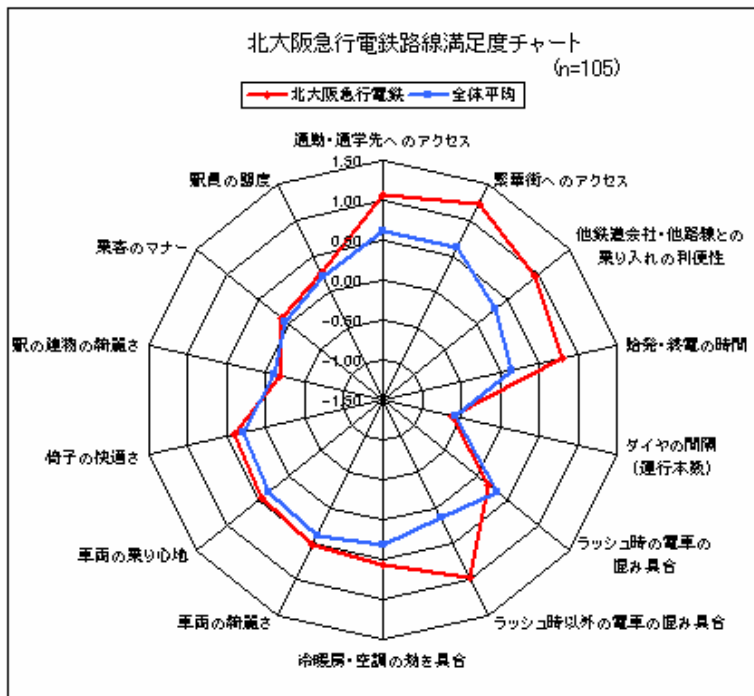 北大阪急行電鉄路線満足度チャート
(n=105)
北大阪急行電鉄
全体平均
通勤・通学先へのアクセス
繁華街へのアクセス
他鉄道会社・他路線との
乗り入れの利便性
始発・終電の時間
ダイヤの間隔
(運行本数)
ラッシュ時の電車の
混み具合
ラッシュ時以外の電車の混み具合
冷暖房・空調の効き具合
車両の綺麗さ
車両の乗り心地
椅子の快適さ
駅の建物の綺麗さ
乗客のマナー
駅員の態度
1.50
1.00
0.50
0.00
-0.50
-1.00
-1.50